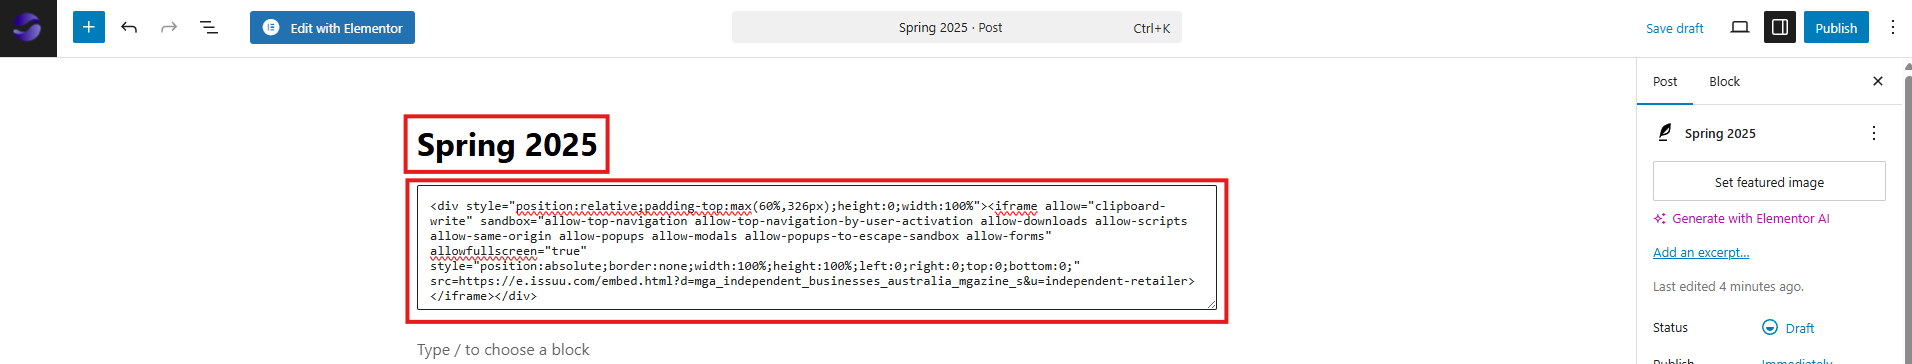 Edit with Elementor
Spring 2025 · Post
Ctrl+K
Save draft
Publish
Post
Block
Spring 2025
Spring 2025
<div style="position:relative;padding-top:max(60%,326px);height:0;width:100%"><iframe allow="clipboard-
write" sandbox="allow-top-navigation allow-top-navigation-by-user-activation allow-downloads allow-scripts
allow-same-origin allow-popups allow-modals allow-popups-to-escape-sandbox allow-forms"
allowfullscreen="true"
style="position:absolute;border:none;width:100%;height:100%;left:0;right:0;top:0;bottom:0;"
src=https://e.issuu.com/embed.html?d=mga_independent_businesses_australia_mgazine_s&u=independent-retailer>
</iframe></div>
Type / to choose a block
Set featured image
Generate with Elementor AI
Add an excerpt...
Last edited 4 minutes ago.
Status
Draft
Publish
Immediately